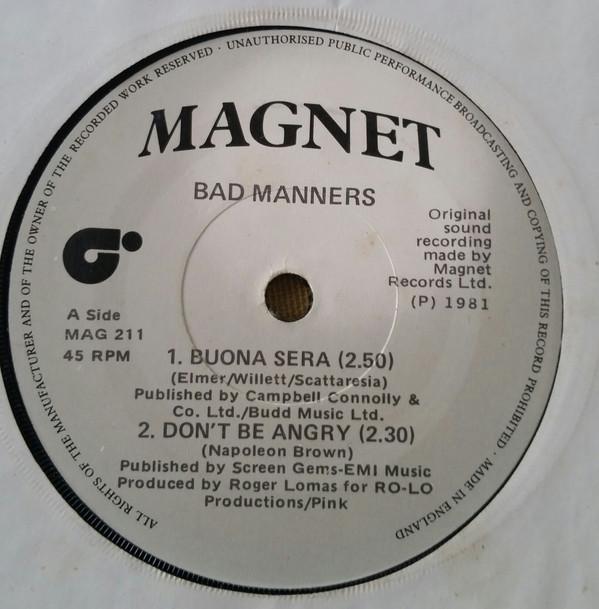 ALL RIGHTS OF THE MANUFACTURER AND OF THE OWNER OF THE RECORDED WORK RESERVED · UNAUTHORISED PUBLIC PERFORMANCE BROADCASTING AND COPYING OF THIS RECORD PROHIBITED · MADE IN ENGLAND
MAGNET
BAD MANNERS
Original
sound
recording
made by
Magnet
Records Ltd.
(P) 1981
A Side
MAG 211
45 RPM
1. BUONA SERA (2.50)
(Elmer/Willett/Scattaresia)
Published by Campbell Connolly &
Co. Ltd./Budd Music Ltd.
2. DON'T BE ANGRY (2.30)
(Napoleon Brown)
Published by Screen Gems-EMI Music
Produced by Roger Lomas for RO-LO
Productions/Pink